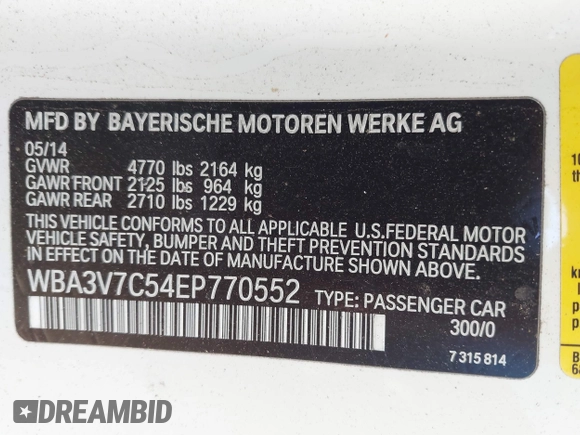 MFD BY BAYERISCHE MOTOREN WERKE AG
05/14
GVWR 4770 lbs 2164 kg
GAWR FRONT 2125 lbs 964 kg
GAWR REAR 2710 lbs 1229 kg
THIS VEHICLE CONFORMS TO ALL APPLICABLE U.S.FEDERAL MOTOR
VEHICLE SAFETY, BUMPER AND THEFT PREVENTION STANDARDS
IN EFFECT ON THE DATE OF MANUFACTURE SHOWN ABOVE
WBA3V7C54EP770552 TYPE: PASSENGER CAR
300/0
7 315 814
DREAMBID